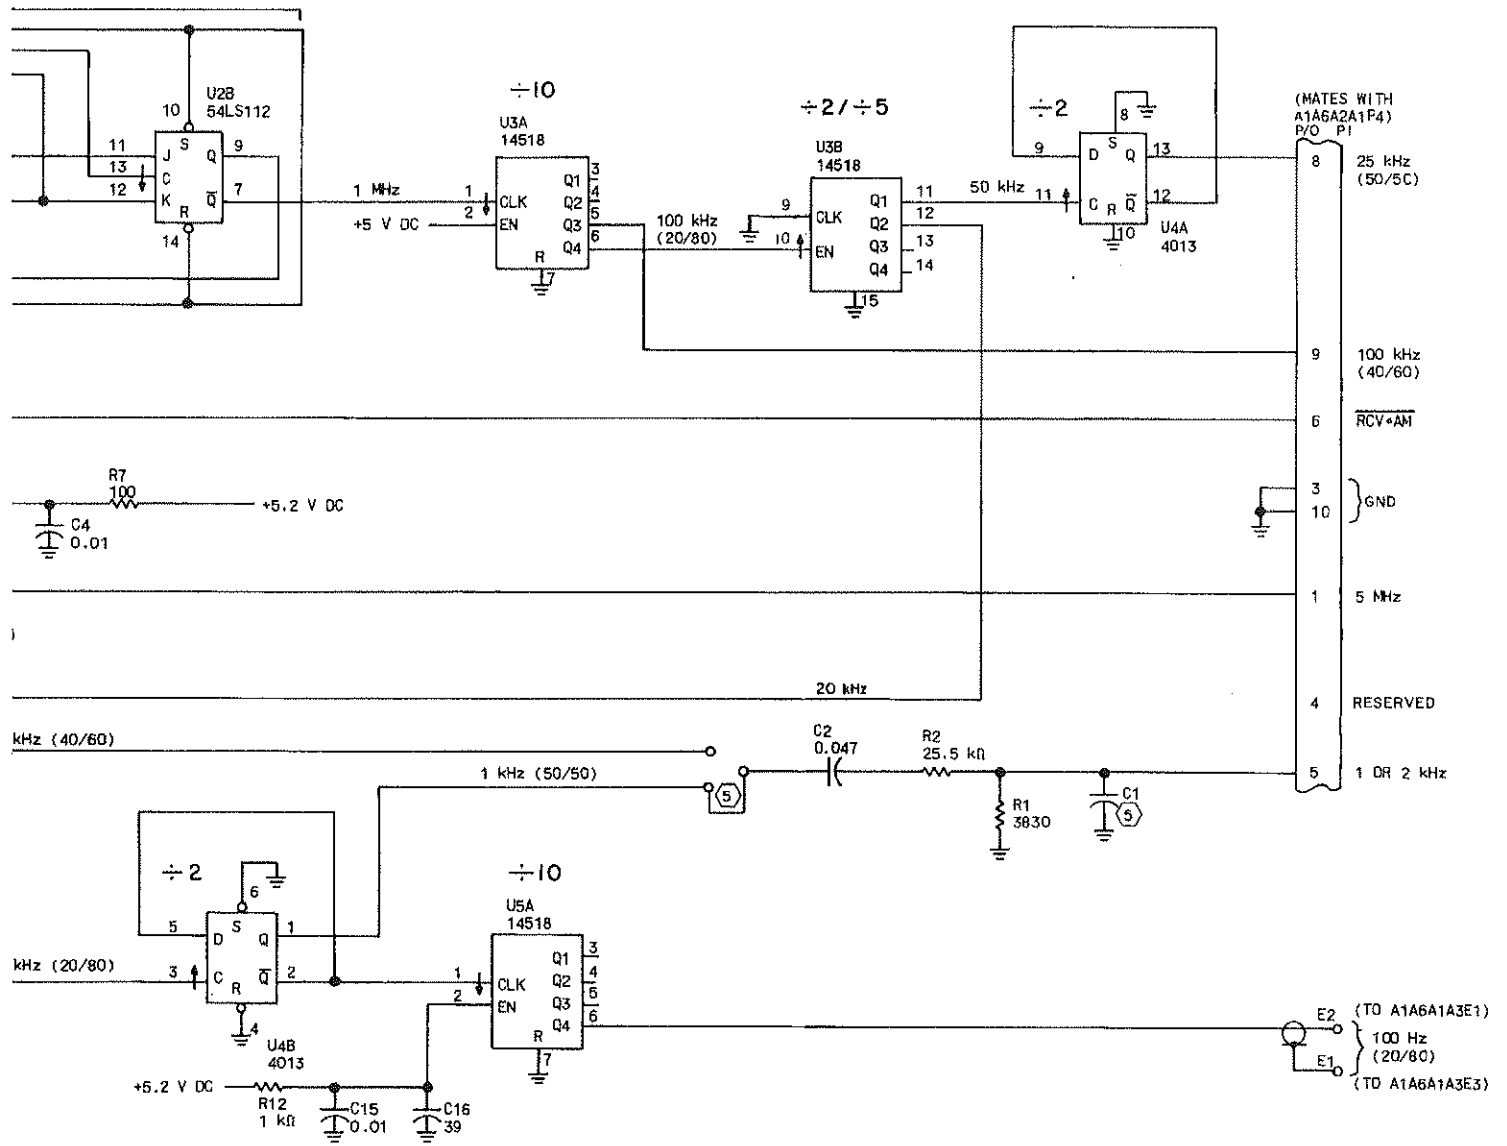 U2B
54LS112
10
11
13
12
J
C
K
S
Q
Q̅
R
9
7
14
1 MHz
+5 V DC
÷10
U3A
14518
1
2
CLK
EN
Q1
Q2
Q3
Q4
R
3
4
5
6
7
100 kHz
(20/80)
÷2/÷5
U3B
14518
9
10
CLK
EN
Q1
Q2
Q3
Q4
11
12
13
14
15
50 kHz
÷2
8
9
11
D
C
S
Q
Q̅
R
13
12
10
U4A
4013
(MATES WITH
A1A6A2A1P4)
P/O P1
8 25 kHz
(50/50)
9 100 kHz
(40/60)
6 R̅C̅V̅•̅A̅M̅
3
10
GND
1 5 MHz
4 RESERVED
5 1 OR 2 kHz
R7
100
+5.2 V DC
C4
0.01
)
20 kHz
kHz (40/60)
1 kHz (50/50)
5
C2
0.047
R2
25.5 kΩ
R1
3830
C1
5
÷2
6
5
3
D
C
S
Q
Q̅
R
1
2
4
U4B
4013
kHz (20/80)
÷10
U5A
14518
1
2
CLK
EN
Q1
Q2
Q3
Q4
R
3
4
5
6
7
+5.2 V DC
R12
1 kΩ
C15
0.01
C16
39
E2 (TO A1A6A1A3E1)
100 Hz
(20/80)
E1
(TO A1A6A1A3E3)